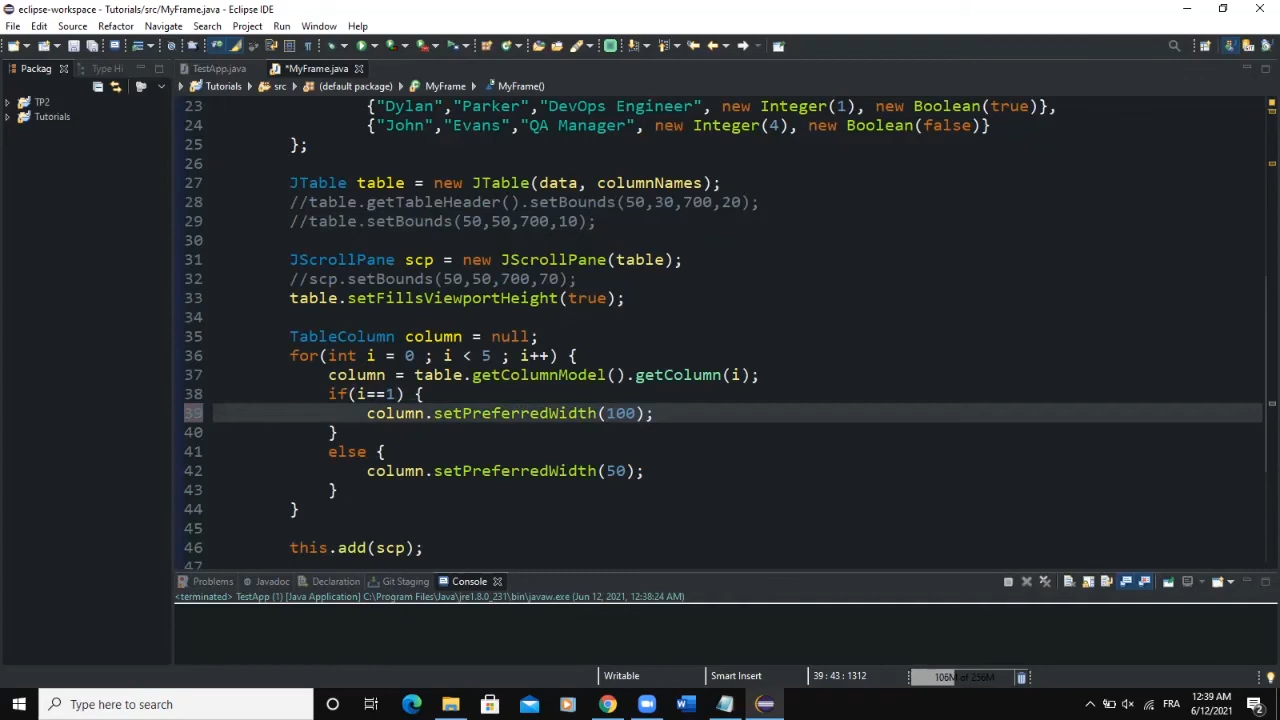 eclipse-workspace - Tutorials/src/MyFrame.java - Eclipse IDE
File Edit Source Refactor Navigate Search Project Run Window Help
Packag Type Hi TestApp.java *MyFrame.java
Tutorials src (default package) MyFrame MyFrame()
TP2
Tutorials
23 {"Dylan","Parker","DevOps Engineer", new Integer(1), new Boolean(true)},
24 {"John","Evans","QA Manager", new Integer(4), new Boolean(false)}
25 };
26
27 JTable table = new JTable(data, columnNames);
28 //table.getTableHeader().setBounds(50,30,700,20);
29 //table.setBounds(50,50,700,10);
30
31 JScrollPane scp = new JScrollPane(table);
32 //scp.setBounds(50,50,700,70);
33 table.setFillsViewportHeight(true);
34
35 TableColumn column = null;
36 for(int i = 0 ; i < 5 ; i++) {
37 column = table.getColumnModel().getColumn(i);
38 if(i==1) {
39 column.setPreferredWidth(100);
40 }
41 else {
42 column.setPreferredWidth(50);
43 }
44 }
45
46 this.add(scp);
47
Problems Javadoc Declaration Git Staging Console
<terminated> TestApp (1) [Java Application] C:\Program Files\Java\jre1.8.0_231\bin\javaw.exe (Jun 12, 2021, 12:38:24 AM)
Writable Smart Insert 39 : 43 : 1312 106M of 256M
Type here to search
FRA
12:39 AM
6/12/2021
2